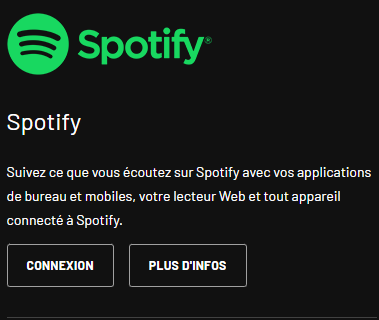 Spotify®
Spotify
Suivez ce que vous écoutez sur Spotify avec vos applications
de bureau et mobiles, votre lecteur Web et tout appareil
connecté à Spotify.
CONNEXION PLUS D'INFOS